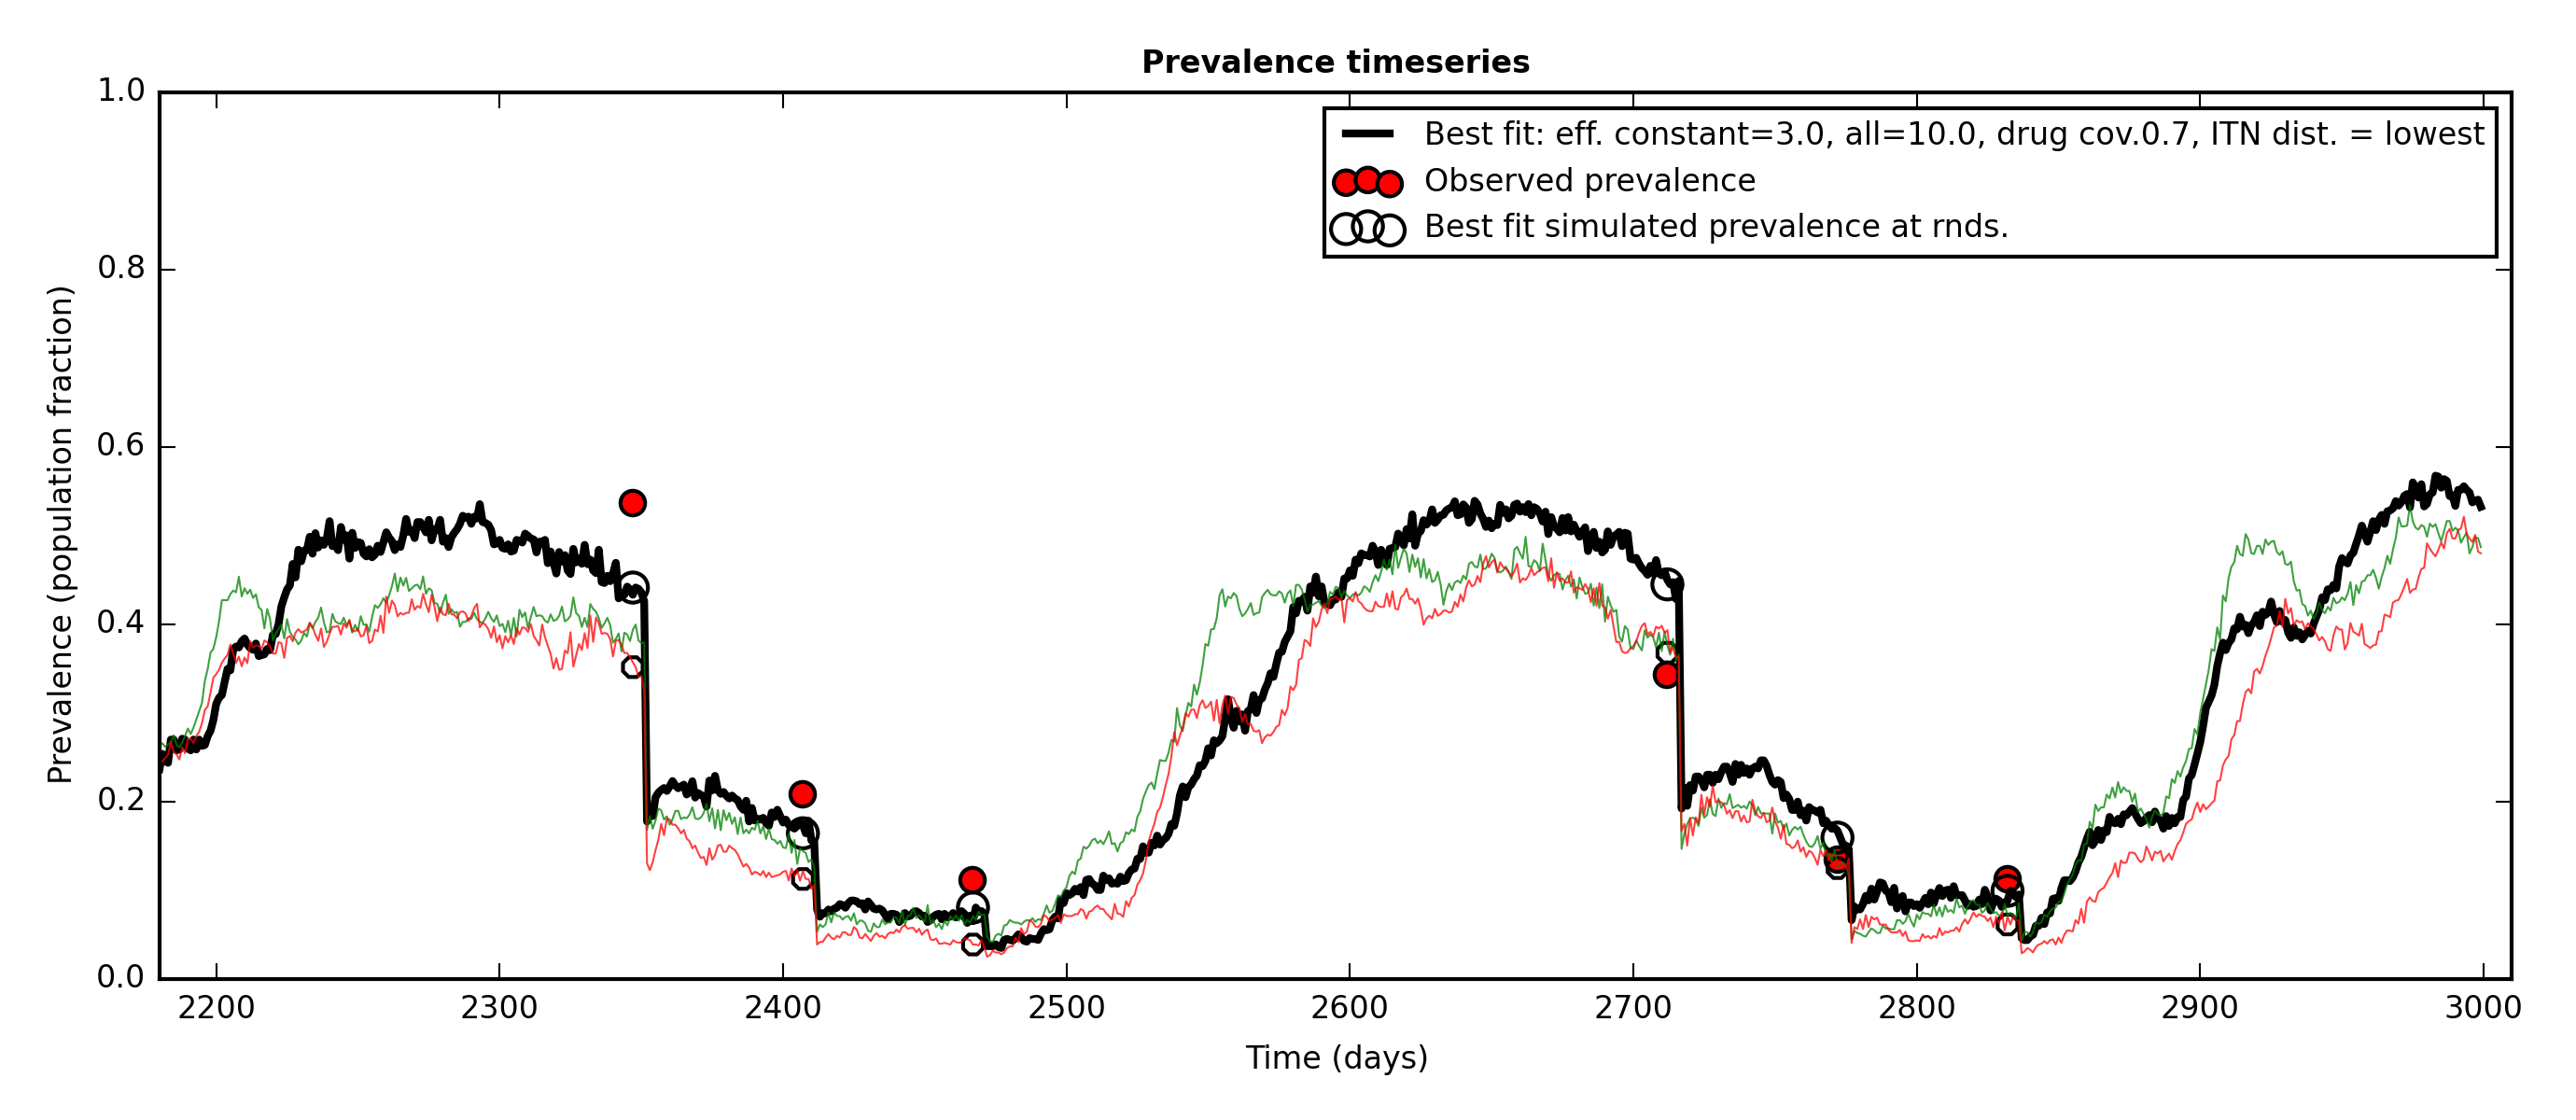 Prevalence timeseries
1.0
0.8
0.6
0.4
0.2
0.0
Prevalence (population fraction)
Best fit: eff. constant=3.0, all=10.0, drug cov.0.7, ITN dist. = lowest
Observed prevalence
Best fit simulated prevalence at rnds.
2200 2300 2400 2500 2600 2700 2800 2900 3000
Time (days)